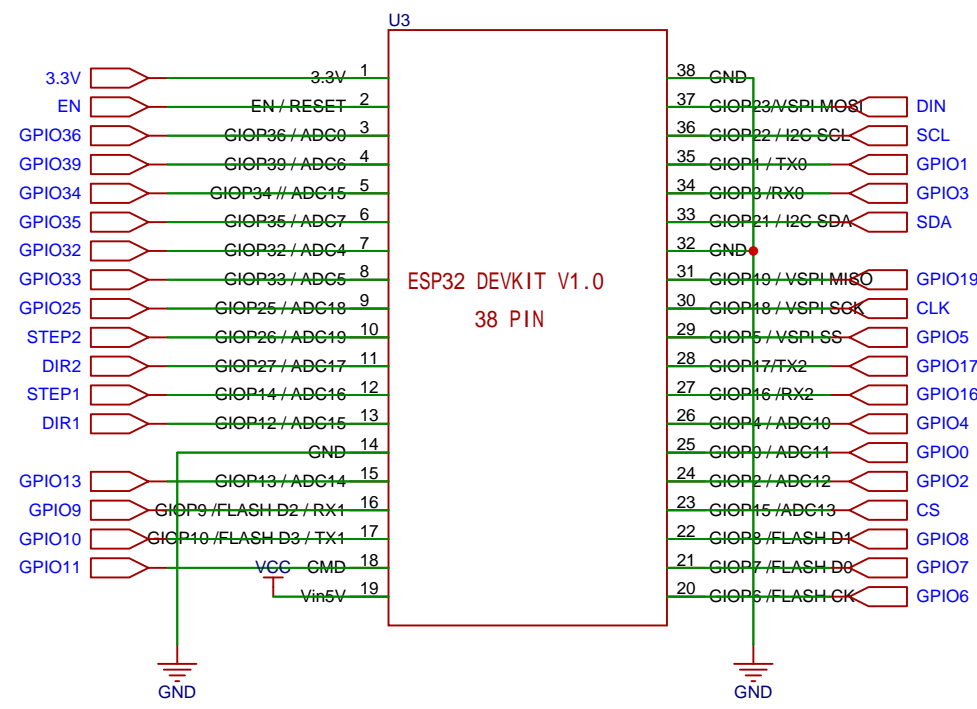 U3
3.3V 3.3V 1
EN EN / RESET 2
GPIO36 GIOP36 / ADC0 3
GPIO39 GIOP39 / ADC6 4
GPIO34 GIOP34 // ADC15 5
GPIO35 GIOP35 / ADC7 6
GPIO32 GIOP32 / ADC4 7
GPIO33 GIOP33 / ADC5 8
GPIO25 GIOP25 / ADC18 9
STEP2 GIOP26 / ADC19 10
DIR2 GIOP27 / ADC17 11
STEP1 GIOP14 / ADC16 12
DIR1 GIOP12 / ADC15 13
GND 14
GPIO13 GIOP13 / ADC14 15
GPIO9 GIOP9 /FLASH D2 / RX1 16
GPIO10 GIOP10 /FLASH D3 / TX1 17
GPIO11 CMD 18
VCC
Vin5V 19
GND
ESP32 DEVKIT V1.0
38 PIN
38 GND
37 GIOP23/VSPI MOSI DIN
36 GIOP22 / I2C SCL SCL
35 GIOP1 / TX0 GPIO1
34 GIOP3 /RX0 GPIO3
33 GIOP21 / I2C SDA SDA
32 GND
31 GIOP19 / VSPI MISO GPIO19
30 GIOP18 / VSPI SCK CLK
29 GIOP5 / VSPI SS GPIO5
28 GIOP17/TX2 GPIO17
27 GIOP16 /RX2 GPIO16
26 GIOP4 / ADC10 GPIO4
25 GIOP0 / ADC11 GPIO0
24 GIOP2 / ADC12 GPIO2
23 GIOP15 /ADC13 CS
22 GIOP8 /FLASH D1 GPIO8
21 GIOP7 /FLASH D0 GPIO7
20 GIOP6 /FLASH CK GPIO6
GND